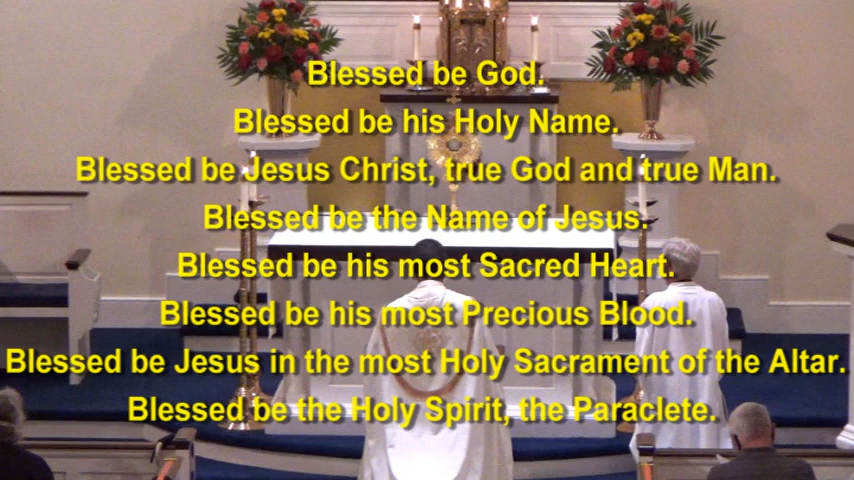 Blessed be God.
Blessed be his Holy Name.
Blessed be Jesus Christ, true God and true Man.
Blessed be the Name of Jesus.
Blessed be his most Sacred Heart.
Blessed be his most Precious Blood.
Blessed be Jesus in the most Holy Sacrament of the Altar.
Blessed be the Holy Spirit, the Paraclete.